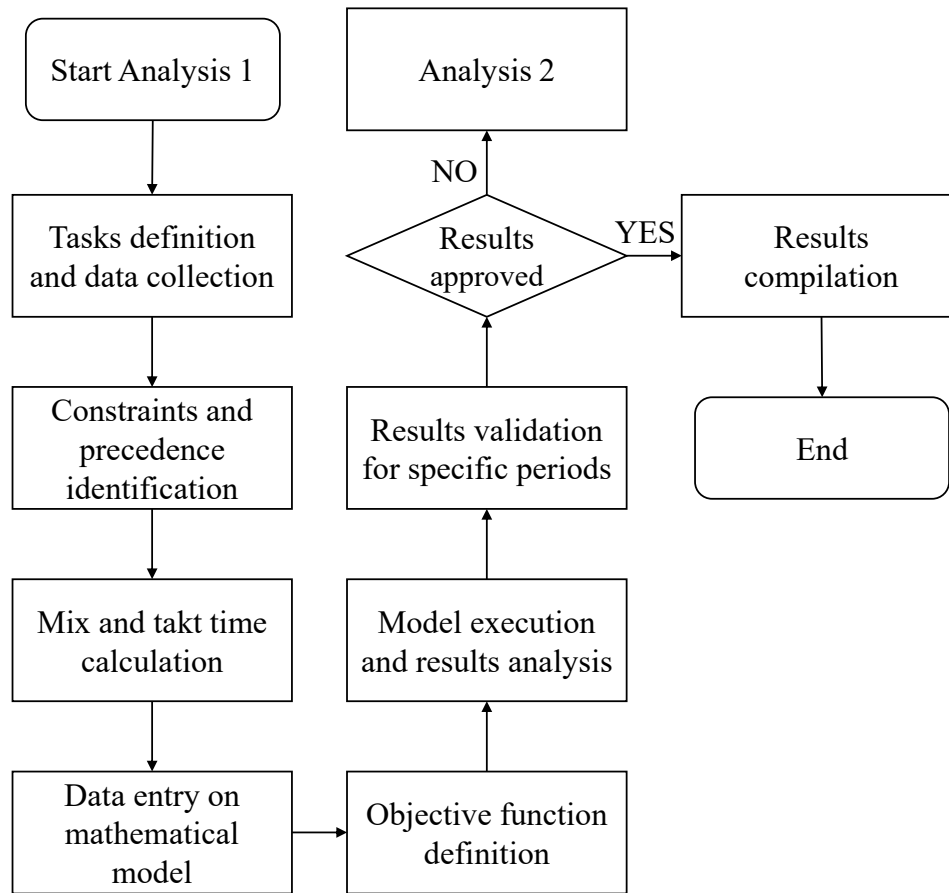 Start Analysis 1
Tasks definition
and data collection
Constraints and
precedence
identification
Mix and takt time
calculation
Data entry on
mathematical
model
Objective function
definition
Model execution
and results analysis
Results validation
for specific periods
Results
approved
NO
Analysis 2
YES
Results
compilation
End